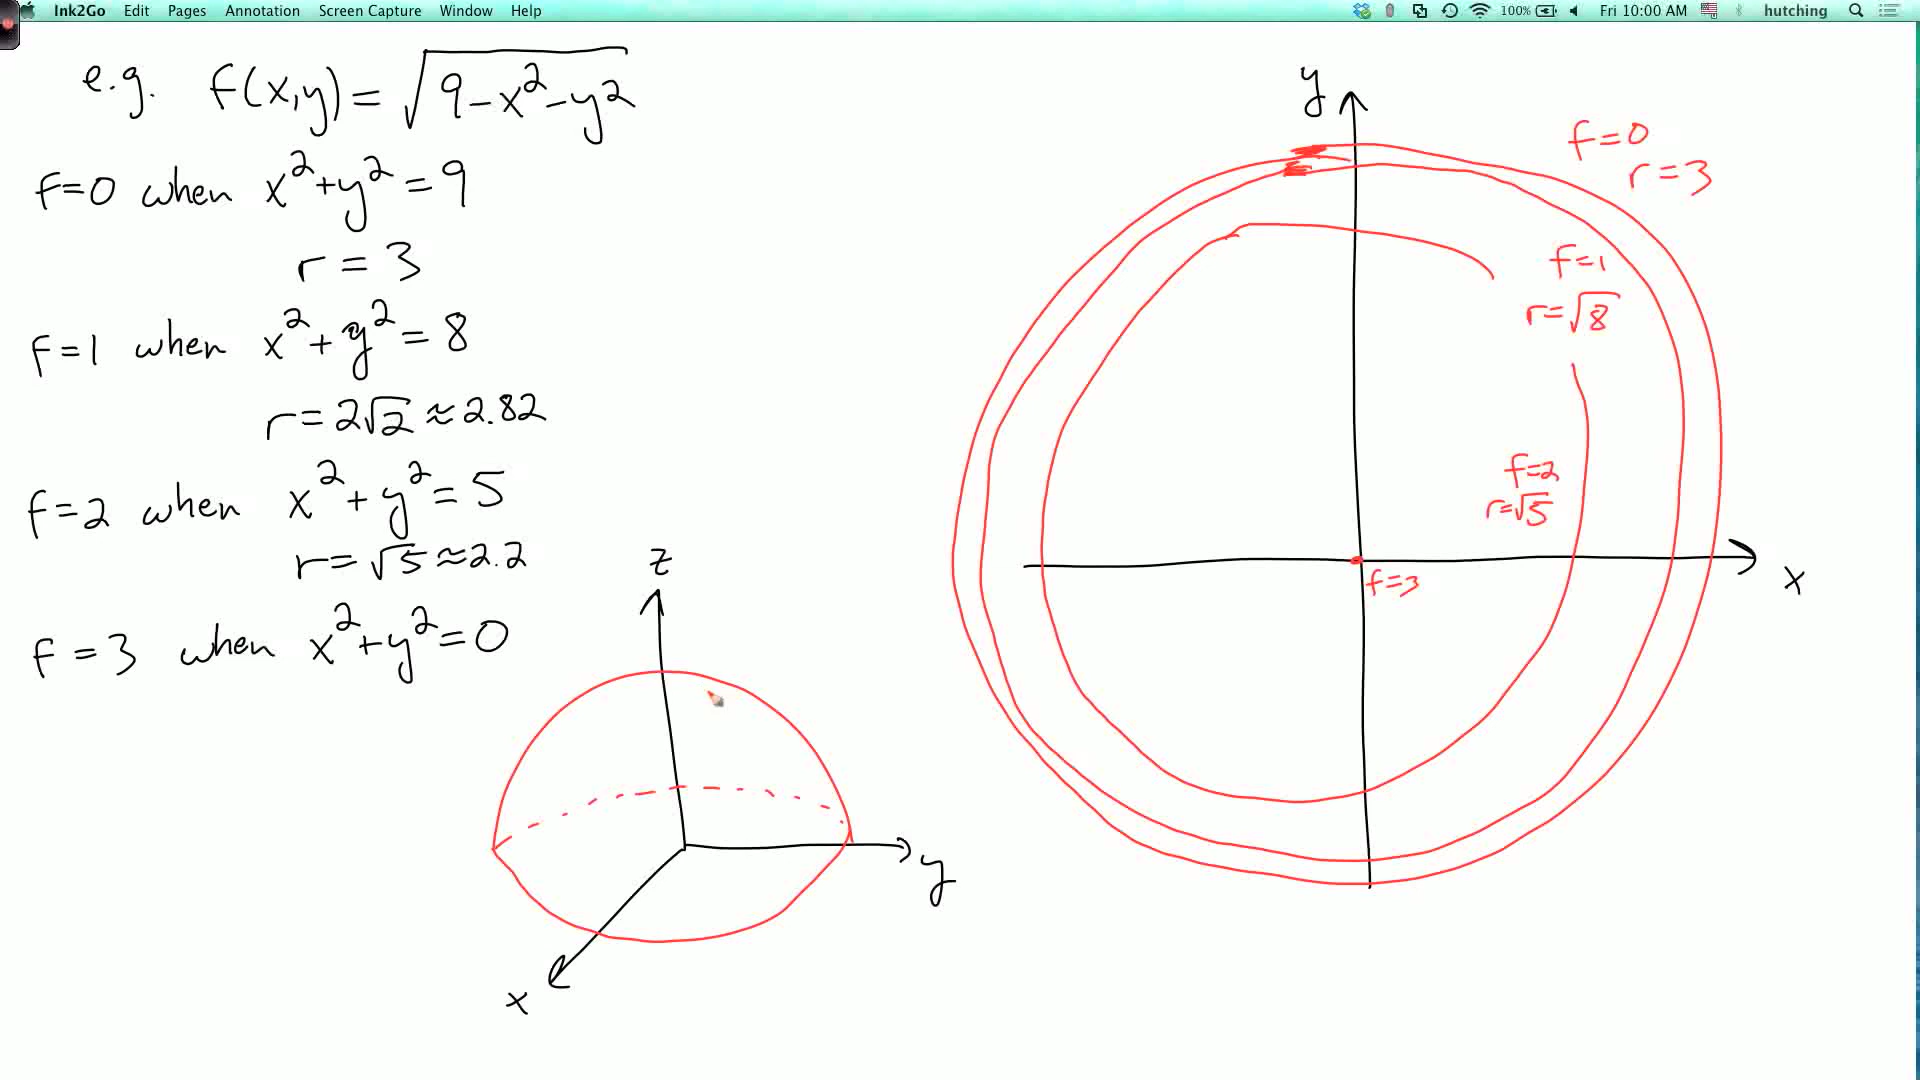 Ink2Go Edit Pages Annotation Screen Capture Window Help 100% Fri 10:00 AM hutching
e.g. f(x,y) = √(9-x²-y²)
f=0 when x²+y²=9
r = 3
f=1 when x²+y²=8
r=2√2≈2.82
f=2 when x²+y²=5
r=√5≈2.2
f=3 when x²+y²=0
z
y
x
y
f=0
r=3
f=1
r=√8
f=2
r=√5
f=3
x